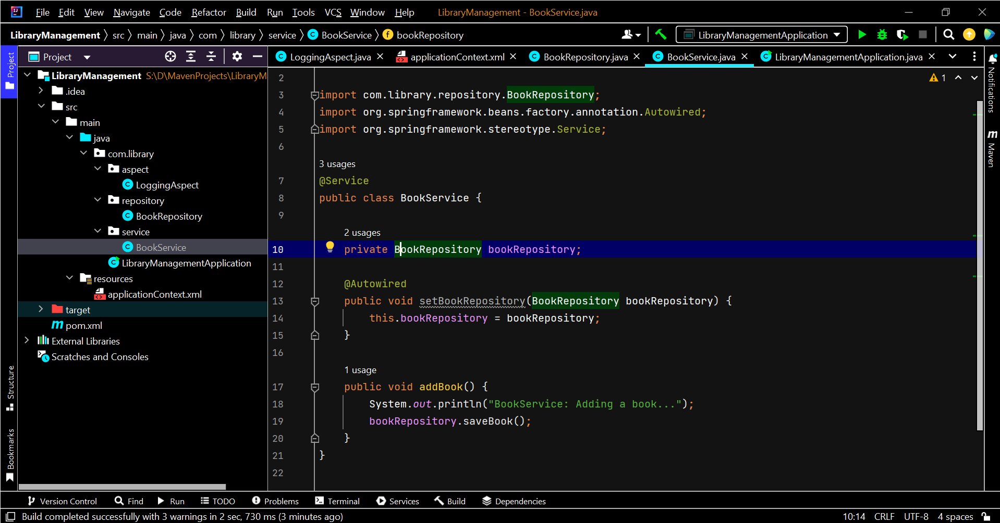 File Edit View Navigate Code Refactor Build Run Tools VCS Window Help LibraryManagement - BookService.java
LibraryManagement src main java com library service BookService bookRepository LibraryManagementApplication
Project
LoggingAspect.java applicationContext.xml BookRepository.java BookService.java LibraryManagementApplication.java
Project
LibraryManagement S:\D\MavenProjects\LibraryM
.idea
src
main
java
com.library
aspect
LoggingAspect
repository
BookRepository
service
BookService
LibraryManagementApplication
resources
applicationContext.xml
target
pom.xml
External Libraries
Scratches and Consoles
Structure
Bookmarks
1
2
3 import com.library.repository.BookRepository;
4 import org.springframework.beans.factory.annotation.Autowired;
5 import org.springframework.stereotype.Service;
6
3 usages
7 @Service
8 public class BookService {
9
2 usages
10 private BookRepository bookRepository;
11
12 @Autowired
13 public void setBookRepository(BookRepository bookRepository) {
14 this.bookRepository = bookRepository;
15 }
16
1 usage
17 public void addBook() {
18 System.out.println("BookService: Adding a book...");
19 bookRepository.saveBook();
20 }
21 }
22
Notifications
Maven
Version Control Find Run TODO Problems Terminal Services Build Dependencies
Build completed successfully with 3 warnings in 2 sec, 730 ms (3 minutes ago) 10:14 CRLF UTF-8 4 spaces